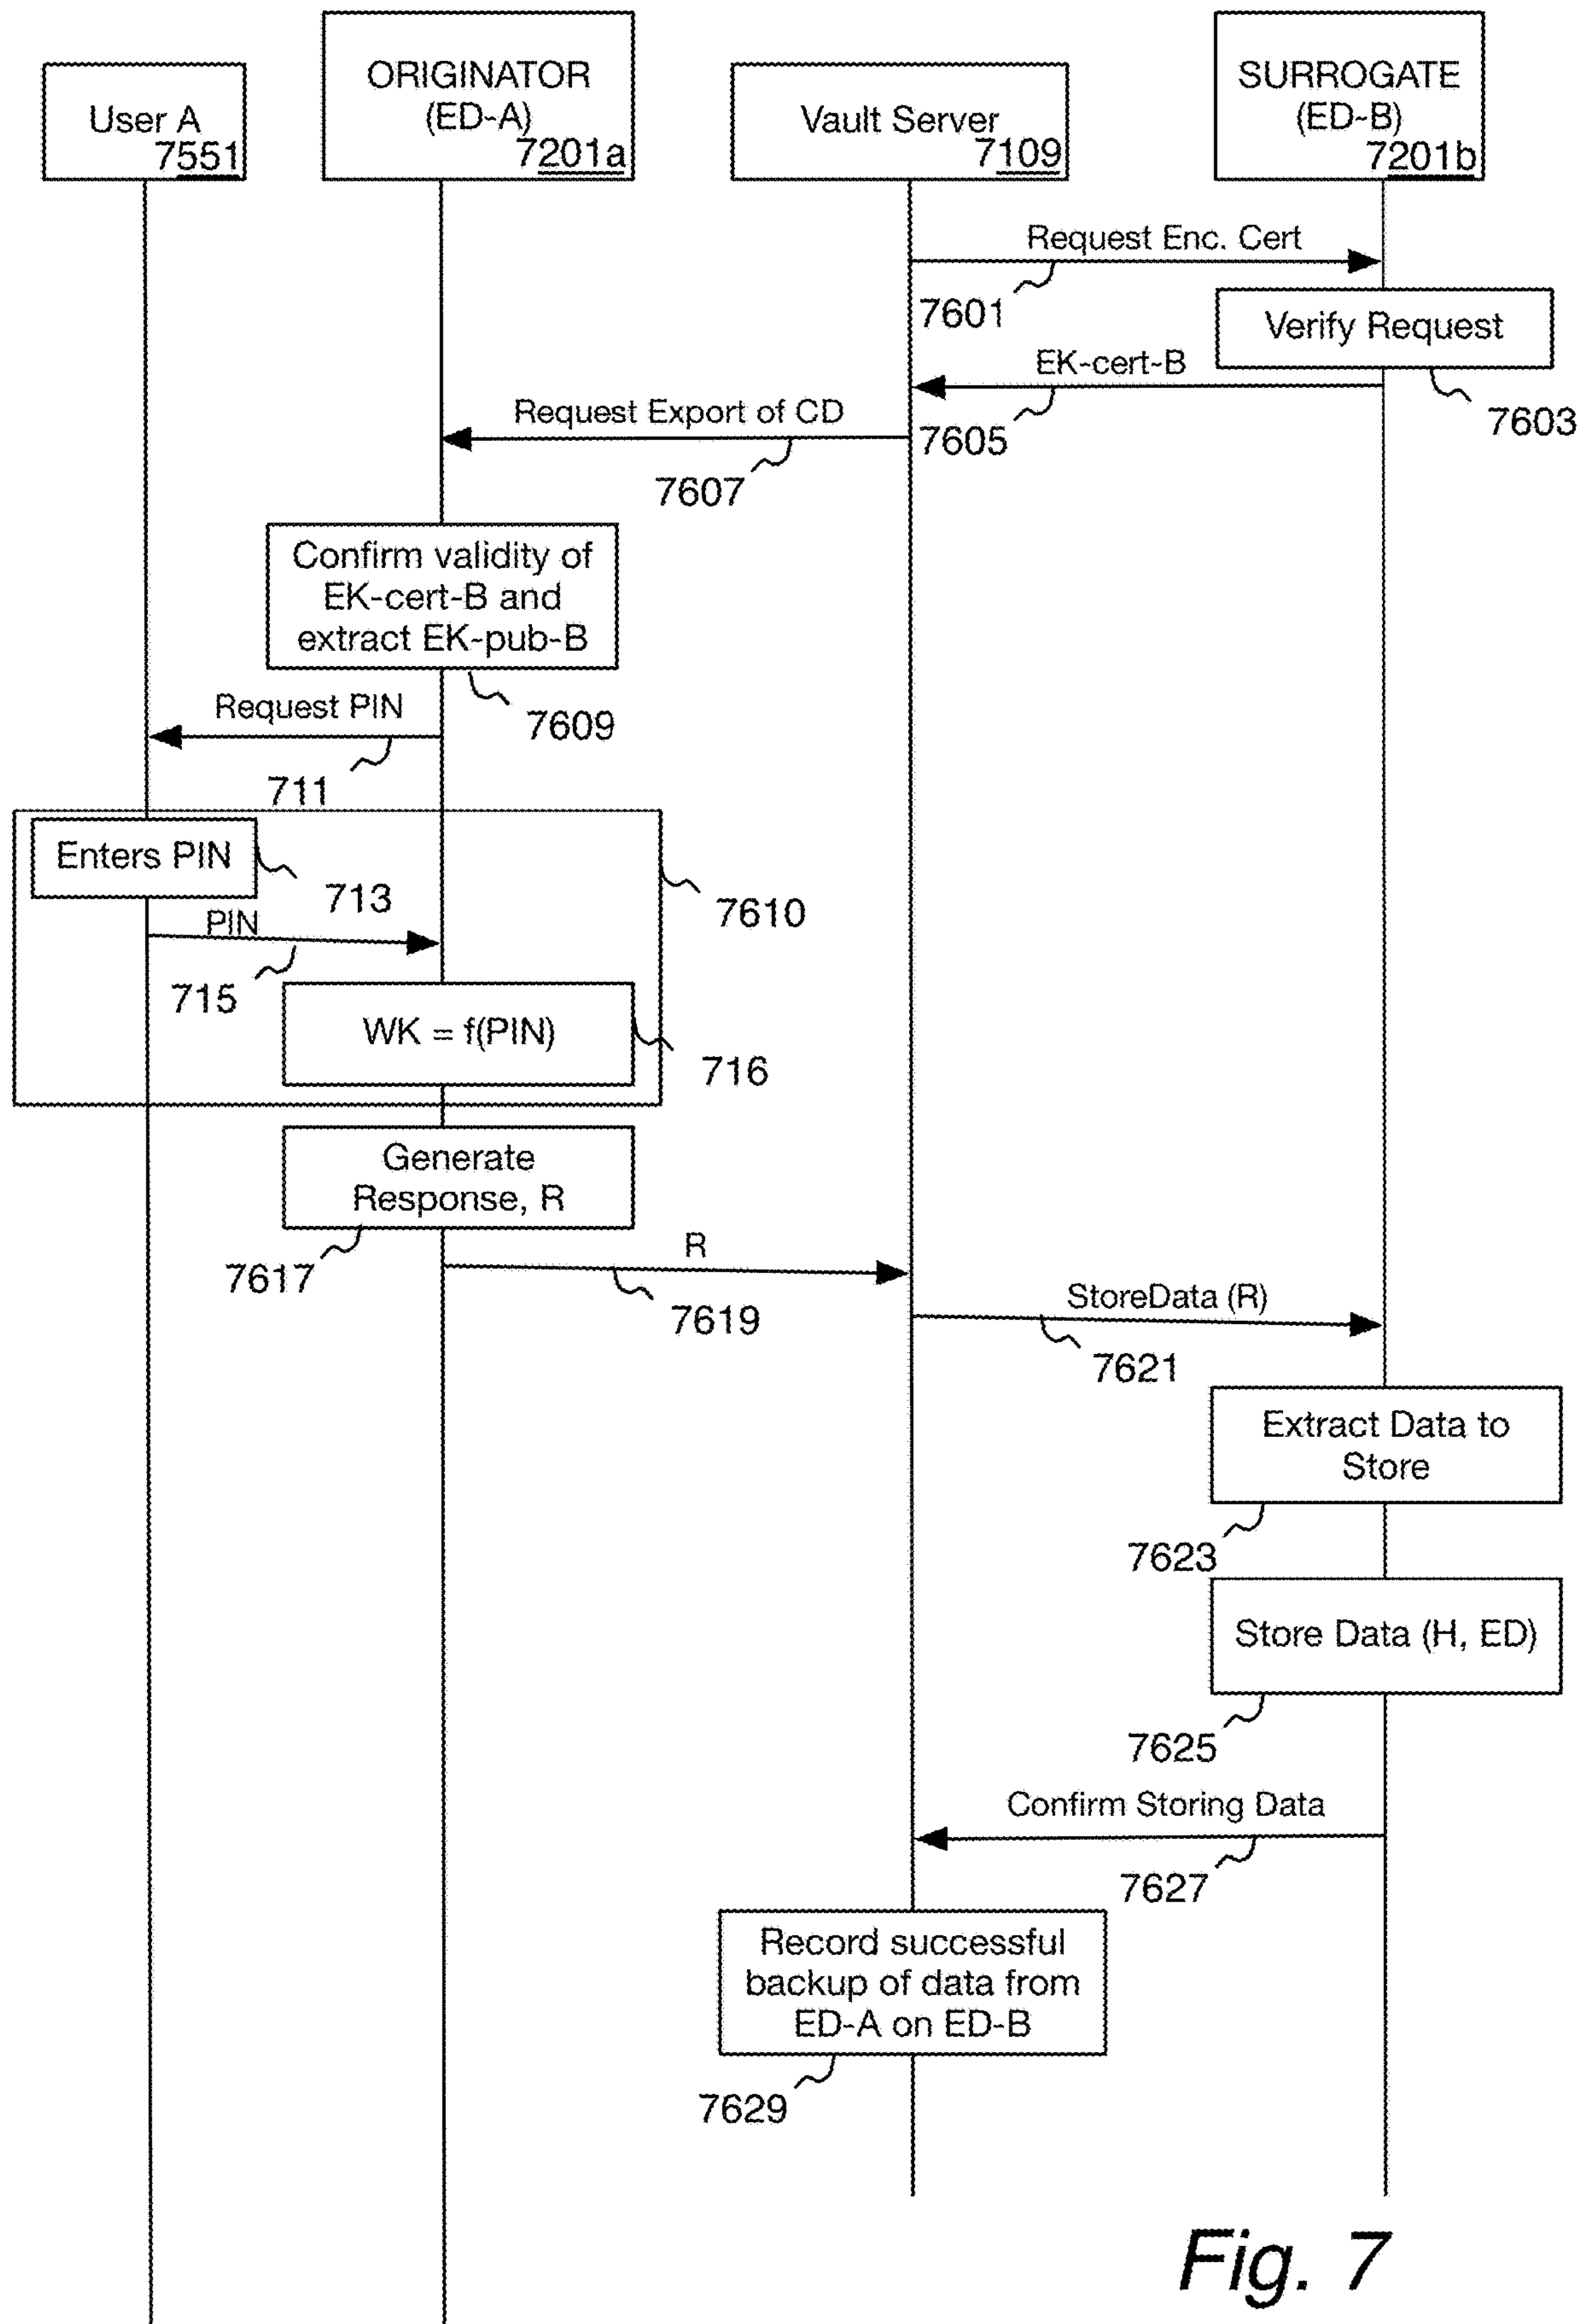 User A
7551
ORIGINATOR
(ED-A)
7201a
Vault Server
7109
SURROGATE
(ED-B)
7201b
Request Enc. Cert
7601
Verify Request
7603
EK-cert-B
7605
Request Export of CD
7607
Confirm validity of
EK-cert-B and
extract EK-pub-B
7609
Request PIN
711
Enters PIN
713
7610
PIN
715
WK = f(PIN)
716
Generate
Response, R
7617
R
7619
StoreData (R)
7621
Extract Data to
Store
7623
Store Data (H, ED)
7625
Confirm Storing Data
7627
Record successful
backup of data from
ED-A on ED-B
7629
Fig. 7